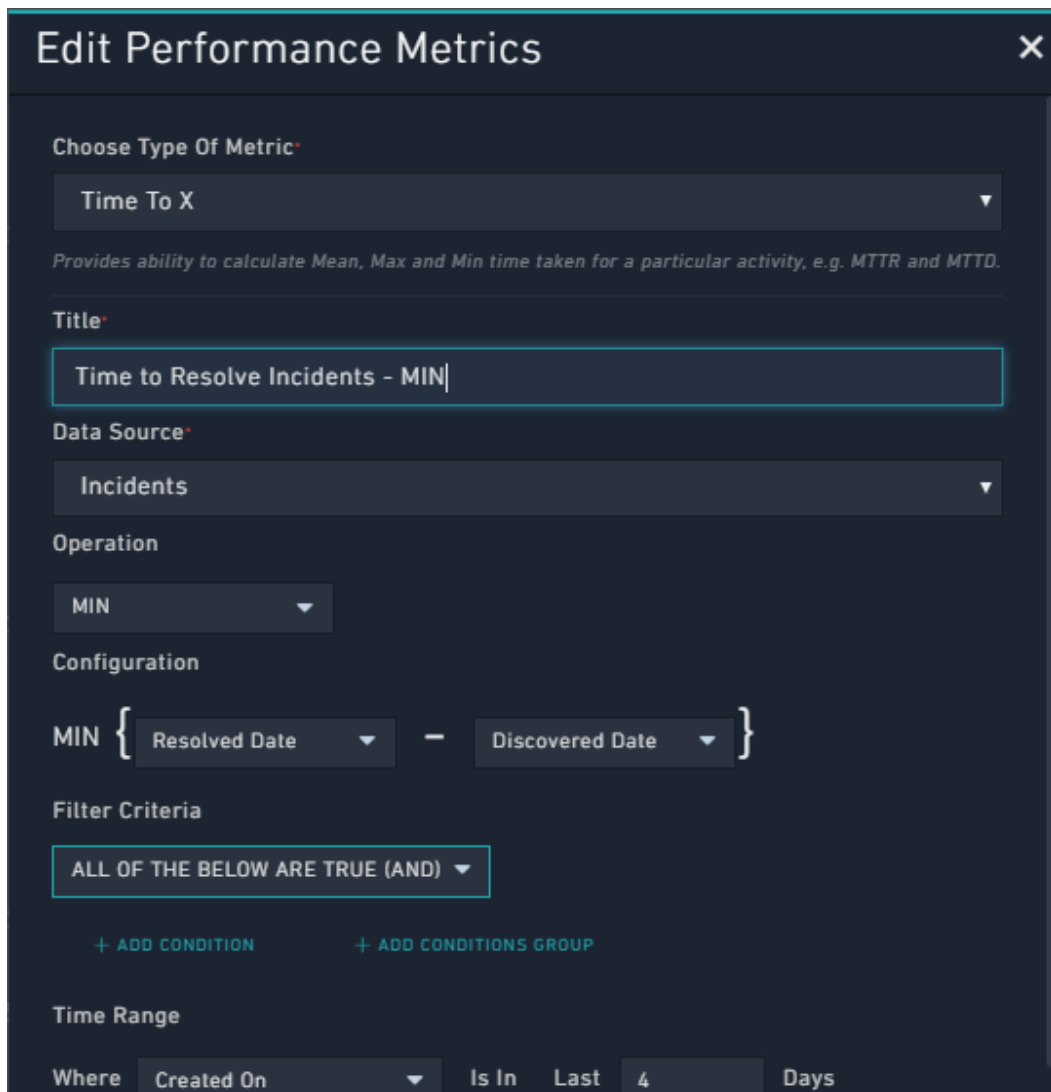 Edit Performance Metrics ×
Choose Type Of Metric*
Time To X
Provides ability to calculate Mean, Max and Min time taken for a particular activity, e.g. MTTR and MTTD.
Title*
Time to Resolve Incidents - MIN
Data Source*
Incidents
Operation
MIN
Configuration
MIN { Resolved Date – Discovered Date }
Filter Criteria
ALL OF THE BELOW ARE TRUE (AND)
+ ADD CONDITION + ADD CONDITIONS GROUP
Time Range
Where Created On Is In Last 4 Days